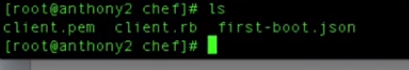 [root@anthony2 chef]# ls
client.pem  client.rb  first-boot.json
[root@anthony2 chef]#